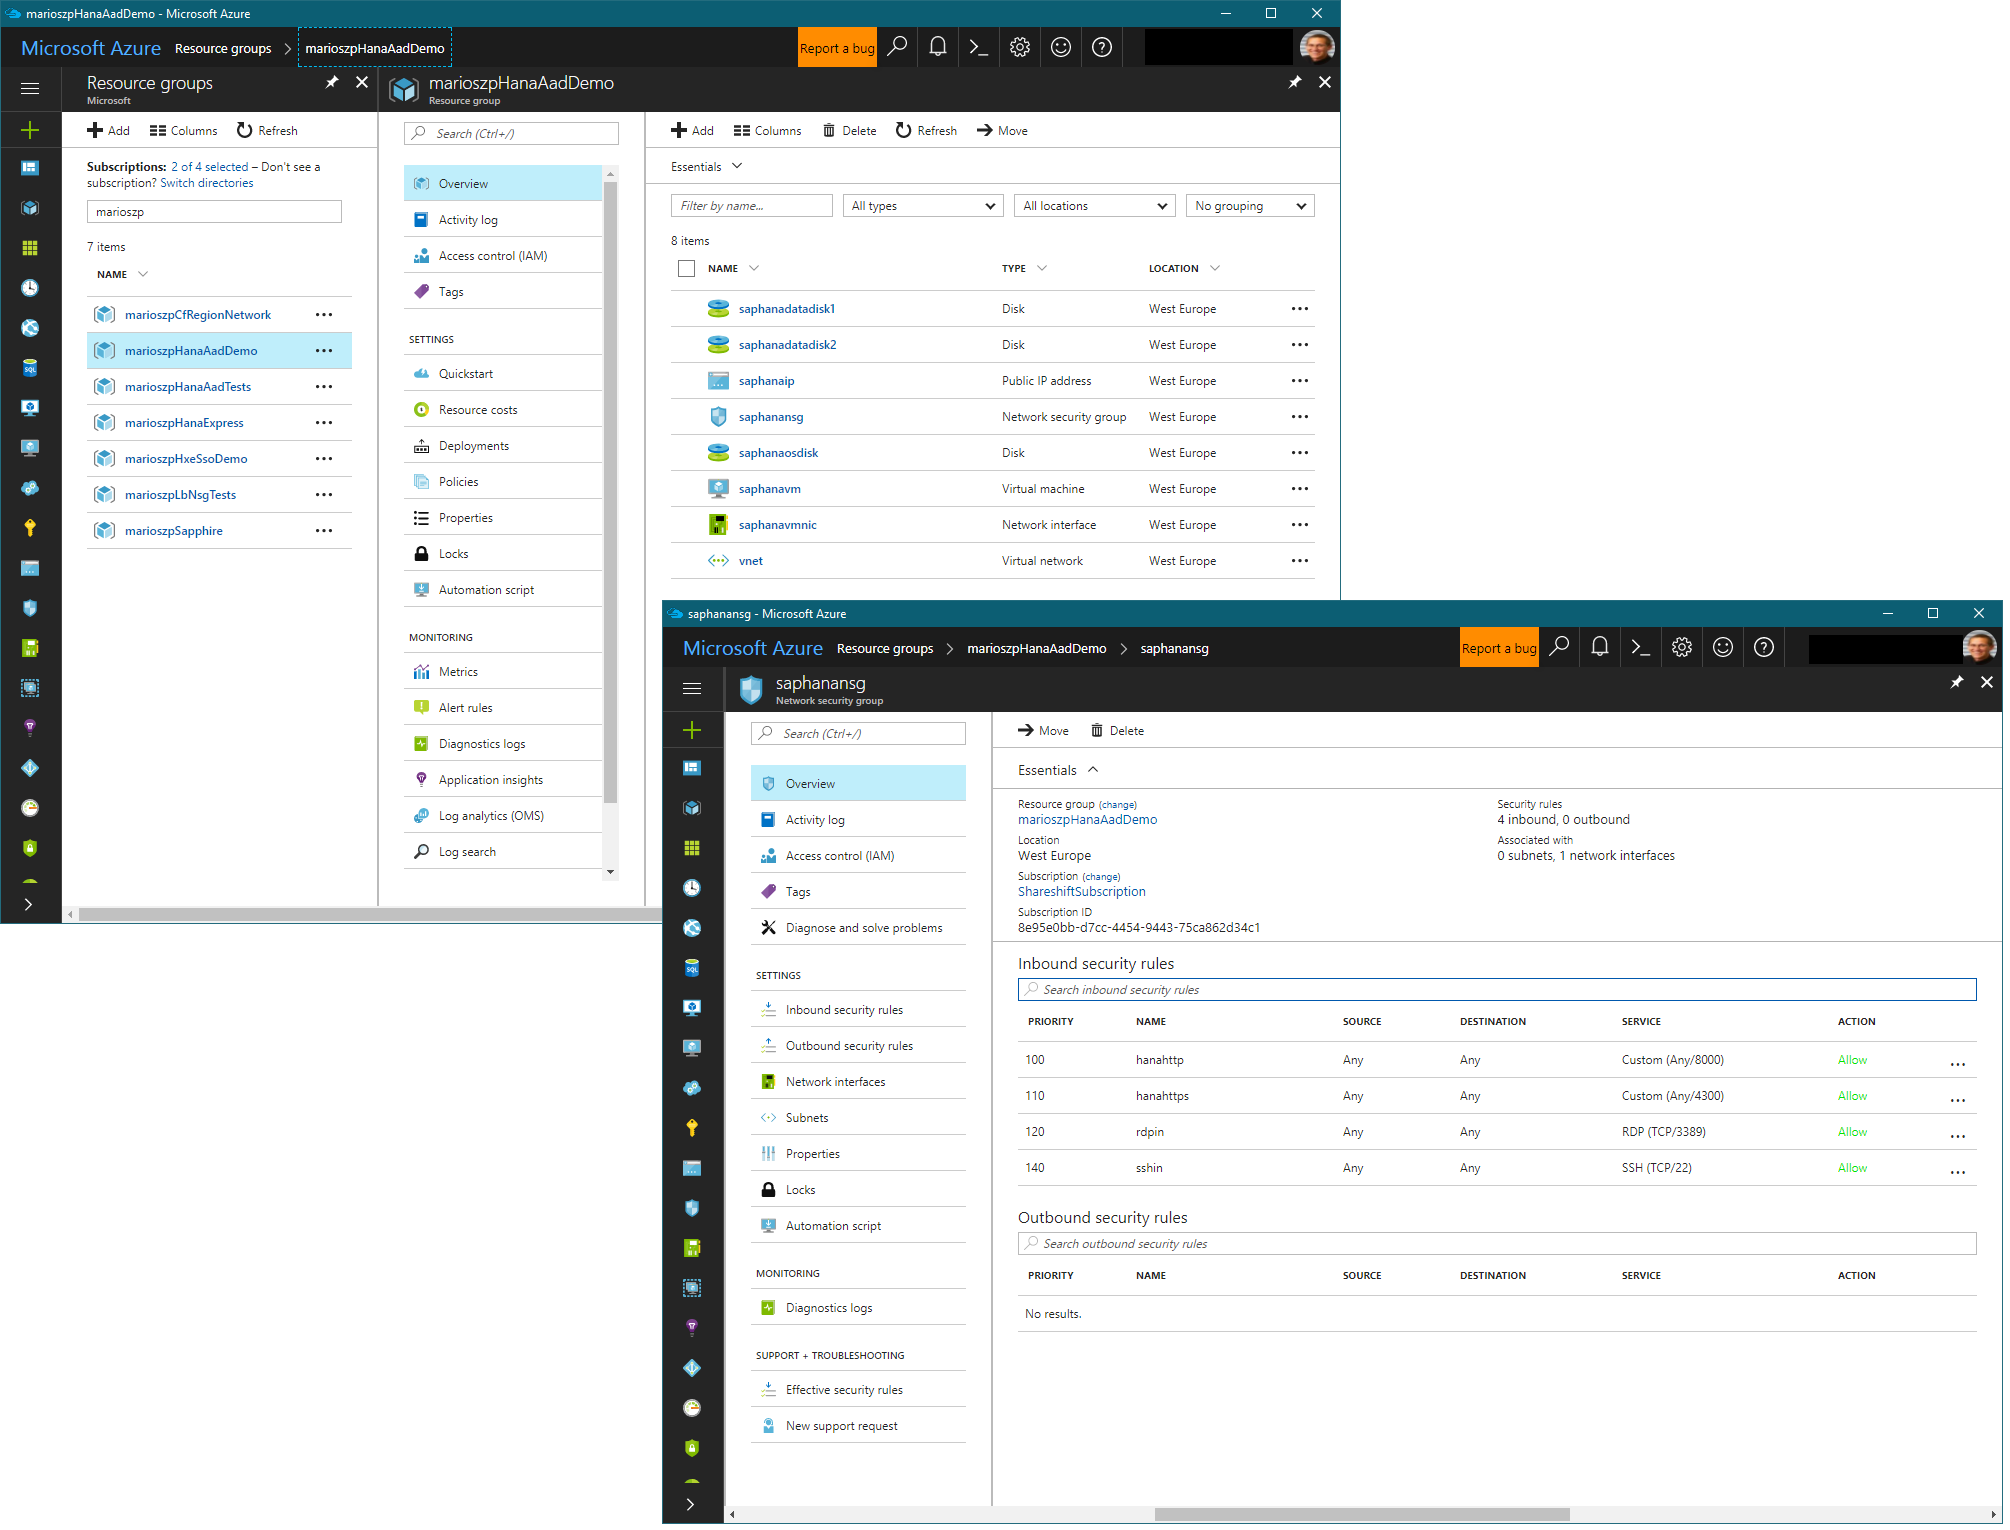 marioszpHanaAadDemo - Microsoft Azure
Microsoft Azure Resource groups marioszpHanaAadDemo Report a bug
Resource groups
Microsoft
marioszpHanaAadDemo
Resource group
Add Columns Refresh
Subscriptions: 2 of 4 selected – Don't see a
subscription? Switch directories
marioszp
7 items
NAME
marioszpCfRegionNetwork
marioszpHanaAadDemo
marioszpHanaAadTests
marioszpHanaExpress
marioszpHxeSsoDemo
marioszpLbNsgTests
marioszpSapphire
Search (Ctrl+/)
Overview
Activity log
Access control (IAM)
Tags
SETTINGS
Quickstart
Resource costs
Deployments
Policies
Properties
Locks
Automation script
MONITORING
Metrics
Alert rules
Diagnostics logs
Application insights
Log analytics (OMS)
Log search
Add Columns Delete Refresh Move
Essentials
Filter by name... All types All locations No grouping
8 items
NAME TYPE LOCATION
saphanadatadisk1 Disk West Europe
saphanadatadisk2 Disk West Europe
saphanaip Public IP address West Europe
saphanansg Network security group West Europe
saphanaosdisk Disk West Europe
saphanavm Virtual machine West Europe
saphanavmnic Network interface West Europe
vnet Virtual network West Europe
saphanansg - Microsoft Azure
Microsoft Azure Resource groups marioszpHanaAadDemo saphanansg Report a bug
saphanansg
Network security group
Search (Ctrl+/)
Overview
Activity log
Access control (IAM)
Tags
Diagnose and solve problems
SETTINGS
Inbound security rules
Outbound security rules
Network interfaces
Subnets
Properties
Locks
Automation script
MONITORING
Diagnostics logs
SUPPORT + TROUBLESHOOTING
Effective security rules
New support request
Move Delete
Essentials
Resource group (change)
marioszpHanaAadDemo
Location
West Europe
Subscription (change)
ShareshiftSubscription
Subscription ID
8e95e0bb-d7cc-4454-9443-75ca862d34c1
Security rules
4 inbound, 0 outbound
Associated with
0 subnets, 1 network interfaces
Inbound security rules
Search inbound security rules
PRIORITY NAME SOURCE DESTINATION SERVICE ACTION
100 hanahttp Any Any Custom (Any/8000) Allow
110 hanahttps Any Any Custom (Any/4300) Allow
120 rdpin Any Any RDP (TCP/3389) Allow
140 sshin Any Any SSH (TCP/22) Allow
Outbound security rules
Search outbound security rules
PRIORITY NAME SOURCE DESTINATION SERVICE ACTION
No results.